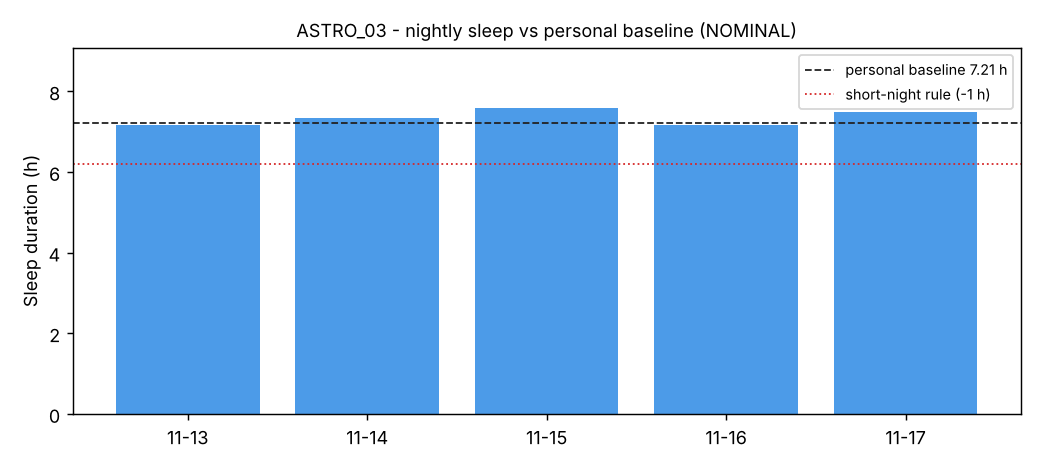 ASTRO_03 - nightly sleep vs personal baseline (NOMINAL)
personal baseline 7.21 h
short-night rule (-1 h)
Sleep duration (h)
8
6
4
2
0
11-13
11-14
11-15
11-16
11-17